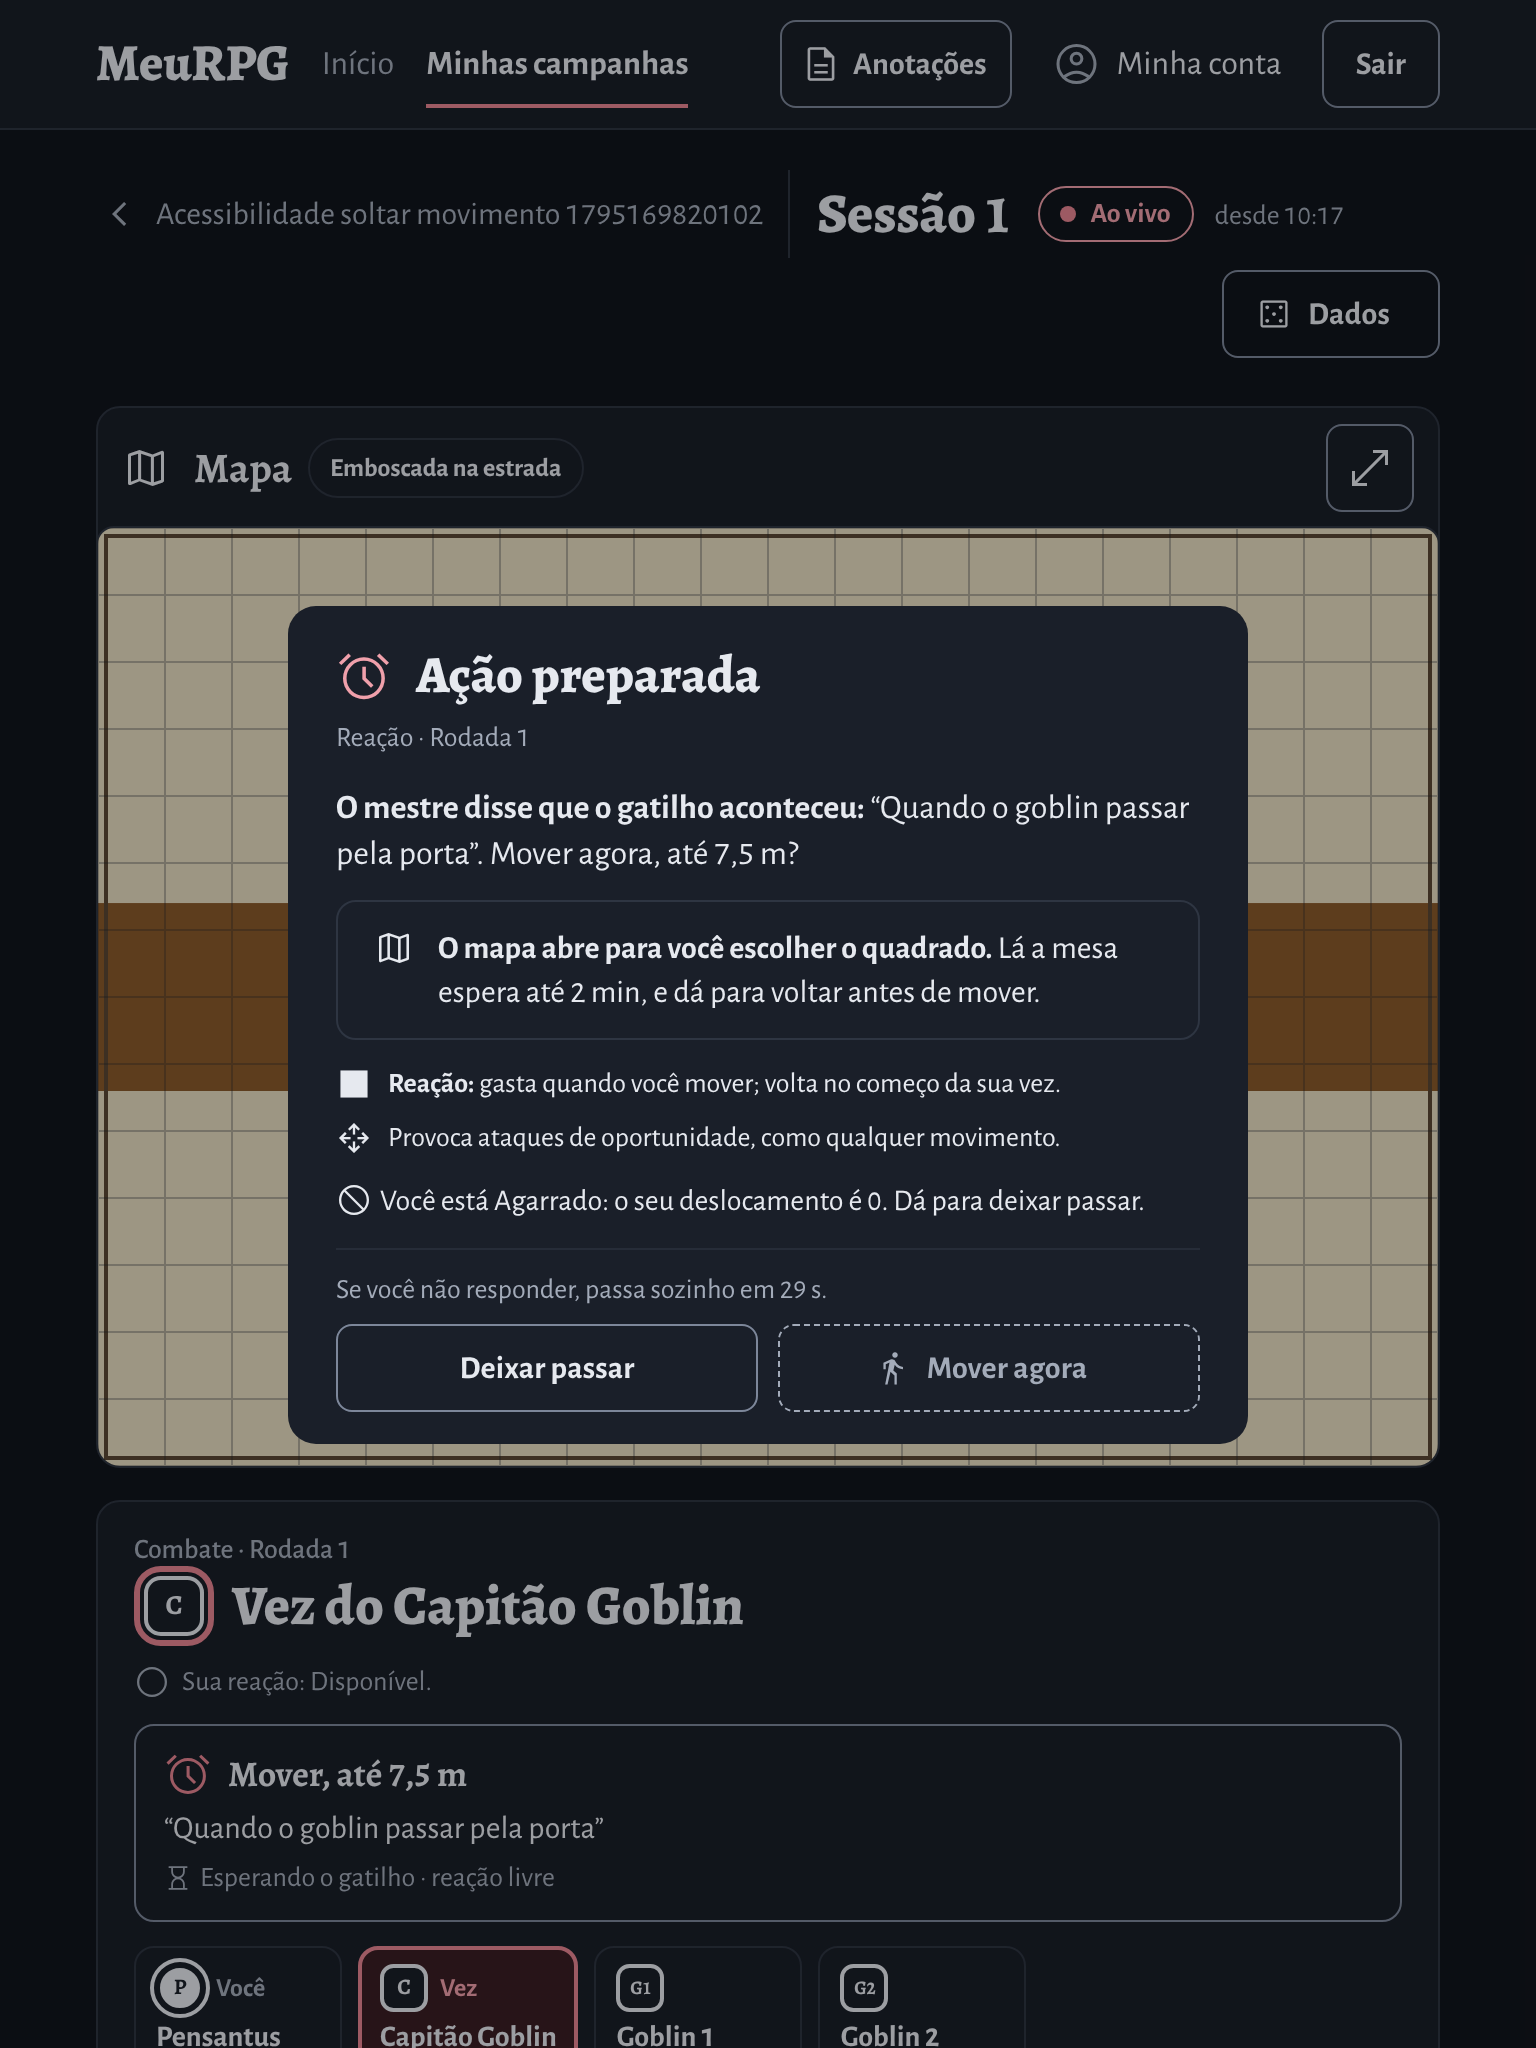 MeuRPG Início Minhas campanhas Anotações Minha conta Sair
Acessibilidade soltar movimento 1795169820102 Sessão 1 Ao vivo desde 10:17
Dados
Mapa Emboscada na estrada
Ação preparada
Reação · Rodada 1
O mestre disse que o gatilho aconteceu: “Quando o goblin passar
pela porta”. Mover agora, até 7,5 m?
O mapa abre para você escolher o quadrado. Lá a mesa
espera até 2 min, e dá para voltar antes de mover.
Reação: gasta quando você mover; volta no começo da sua vez.
Provoca ataques de oportunidade, como qualquer movimento.
Você está Agarrado: o seu deslocamento é 0. Dá para deixar passar.
Se você não responder, passa sozinho em 29 s.
Deixar passar Mover agora
Combate · Rodada 1
C Vez do Capitão Goblin
Sua reação: Disponível.
Mover, até 7,5 m
“Quando o goblin passar pela porta”
Esperando o gatilho · reação livre
P Você C Vez G1 G2
Pensantus Capitão Goblin Goblin 1 Goblin 2